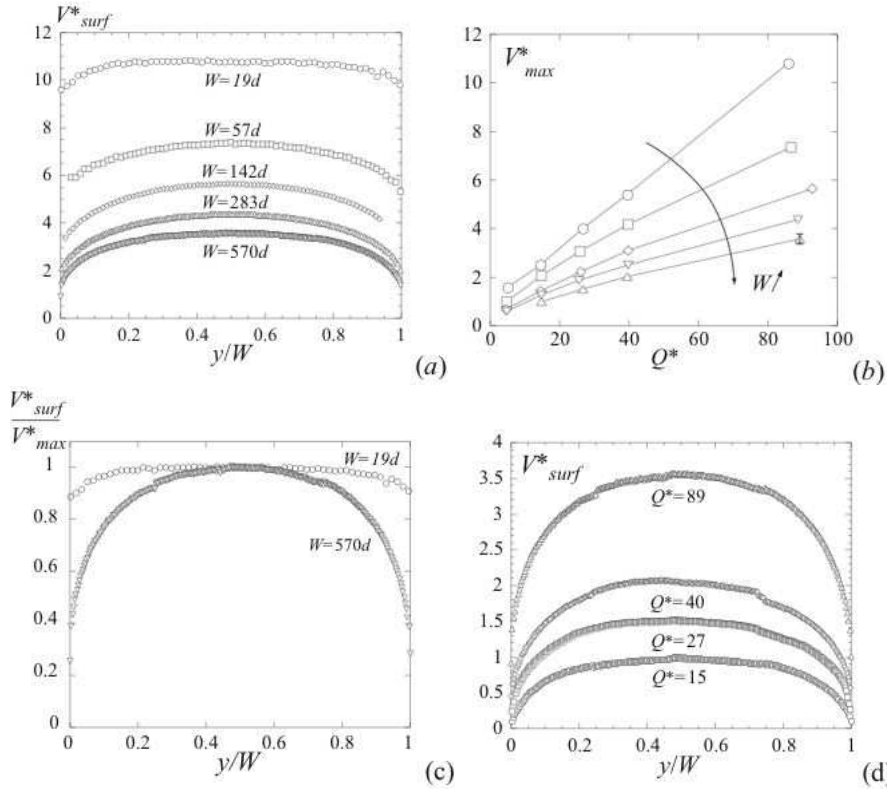 V*surf
12
10
8
6
4
2
0
W=19d
W=57d
W=142d
W=283d
W=570d
0 0.2 0.4 0.6 0.8 1
y/W
(a)
V*max
12
10
8
6
4
2
0
W
0 20 40 60 80 100
Q*
(b)
V*surf
V*max
1
0.8
0.6
0.4
0.2
0
W=19d
W=570d
0 0.2 0.4 0.6 0.8 1
y/W
(c)
V*surf
4
3.5
3
2.5
2
1.5
1
0.5
0
Q*=89
Q*=40
Q*=27
Q*=15
0 0.2 0.4 0.6 0.8 1
y/W
(d)